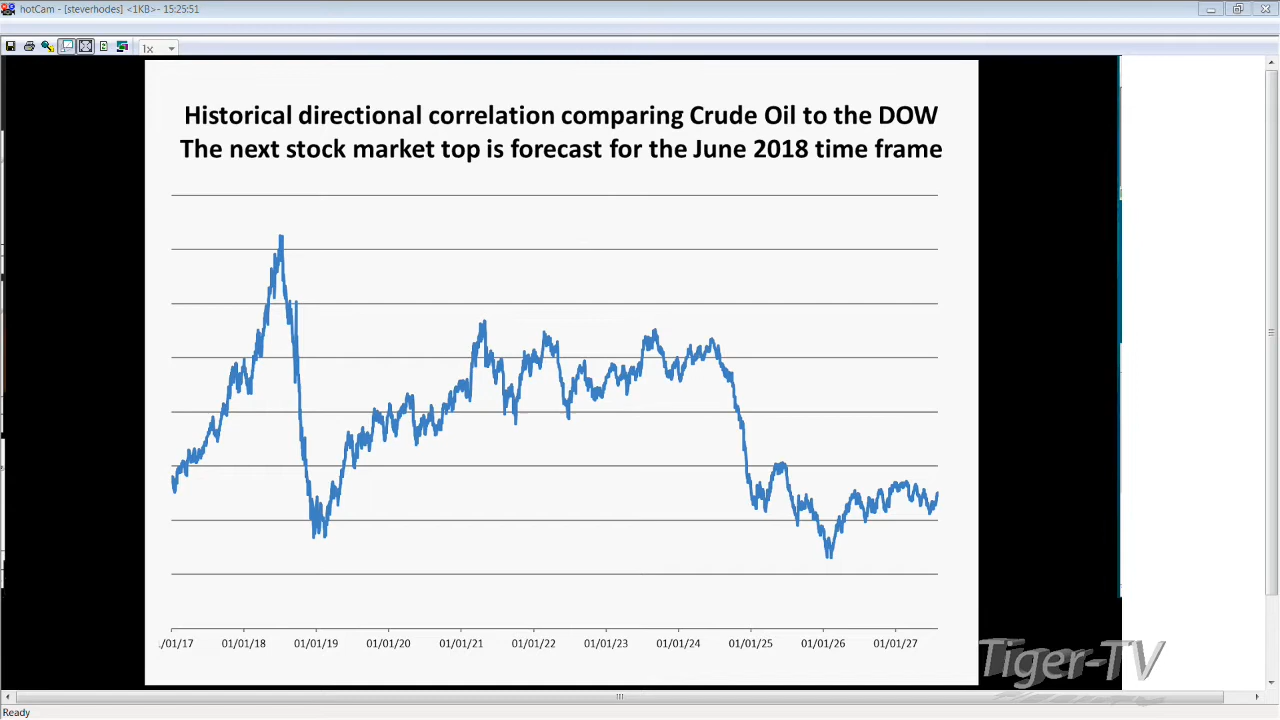 hotCam - [steverhodes] <1KB> - 15:25:51
1x
Historical directional correlation comparing Crude Oil to the DOW
The next stock market top is forecast for the June 2018 time frame
./01/17 01/01/18 01/01/19 01/01/20 01/01/21 01/01/22 01/01/23 01/01/24 01/01/25 01/01/26 01/01/27
Tiger-TV
Ready